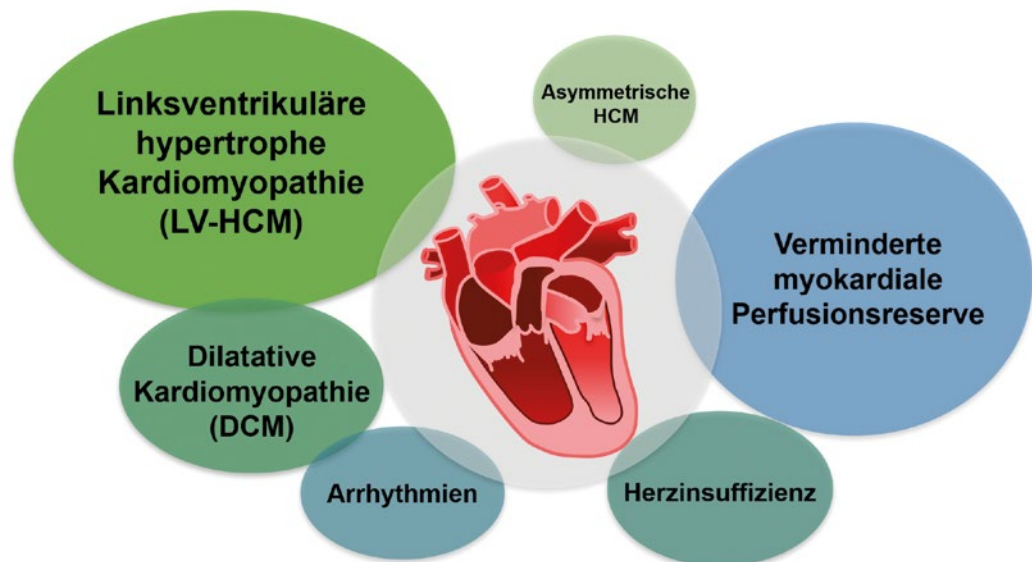 Linksventrikuläre
hypertrophe
Kardiomyopathie
(LV-HCM)
Asymmetrische
HCM
Verminderte
myokardiale
Perfusionsreserve
Dilatative
Kardiomyopathie
(DCM)
Arrhythmien
Herzinsuffizienz